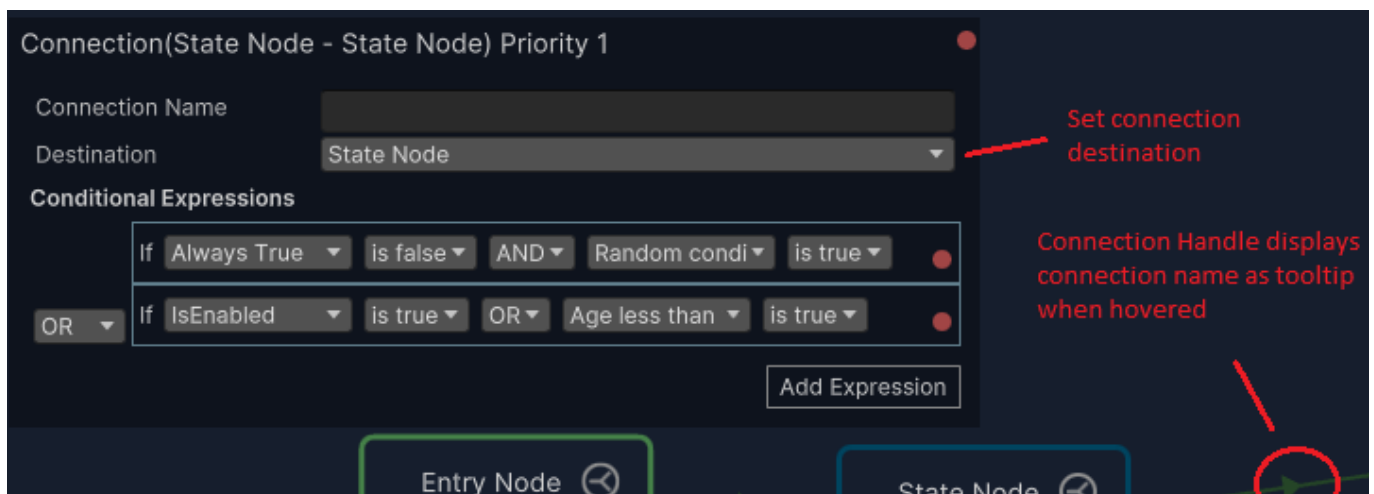 Connection(State Node - State Node) Priority 1
Connection Name
Destination State Node
Set connection
destination
Conditional Expressions
If Always True is false AND Random condi is true
OR If IsEnabled is true OR Age less than is true
Connection Handle displays
connection name as tooltip
when hovered
Add Expression
Entry Node
State Node